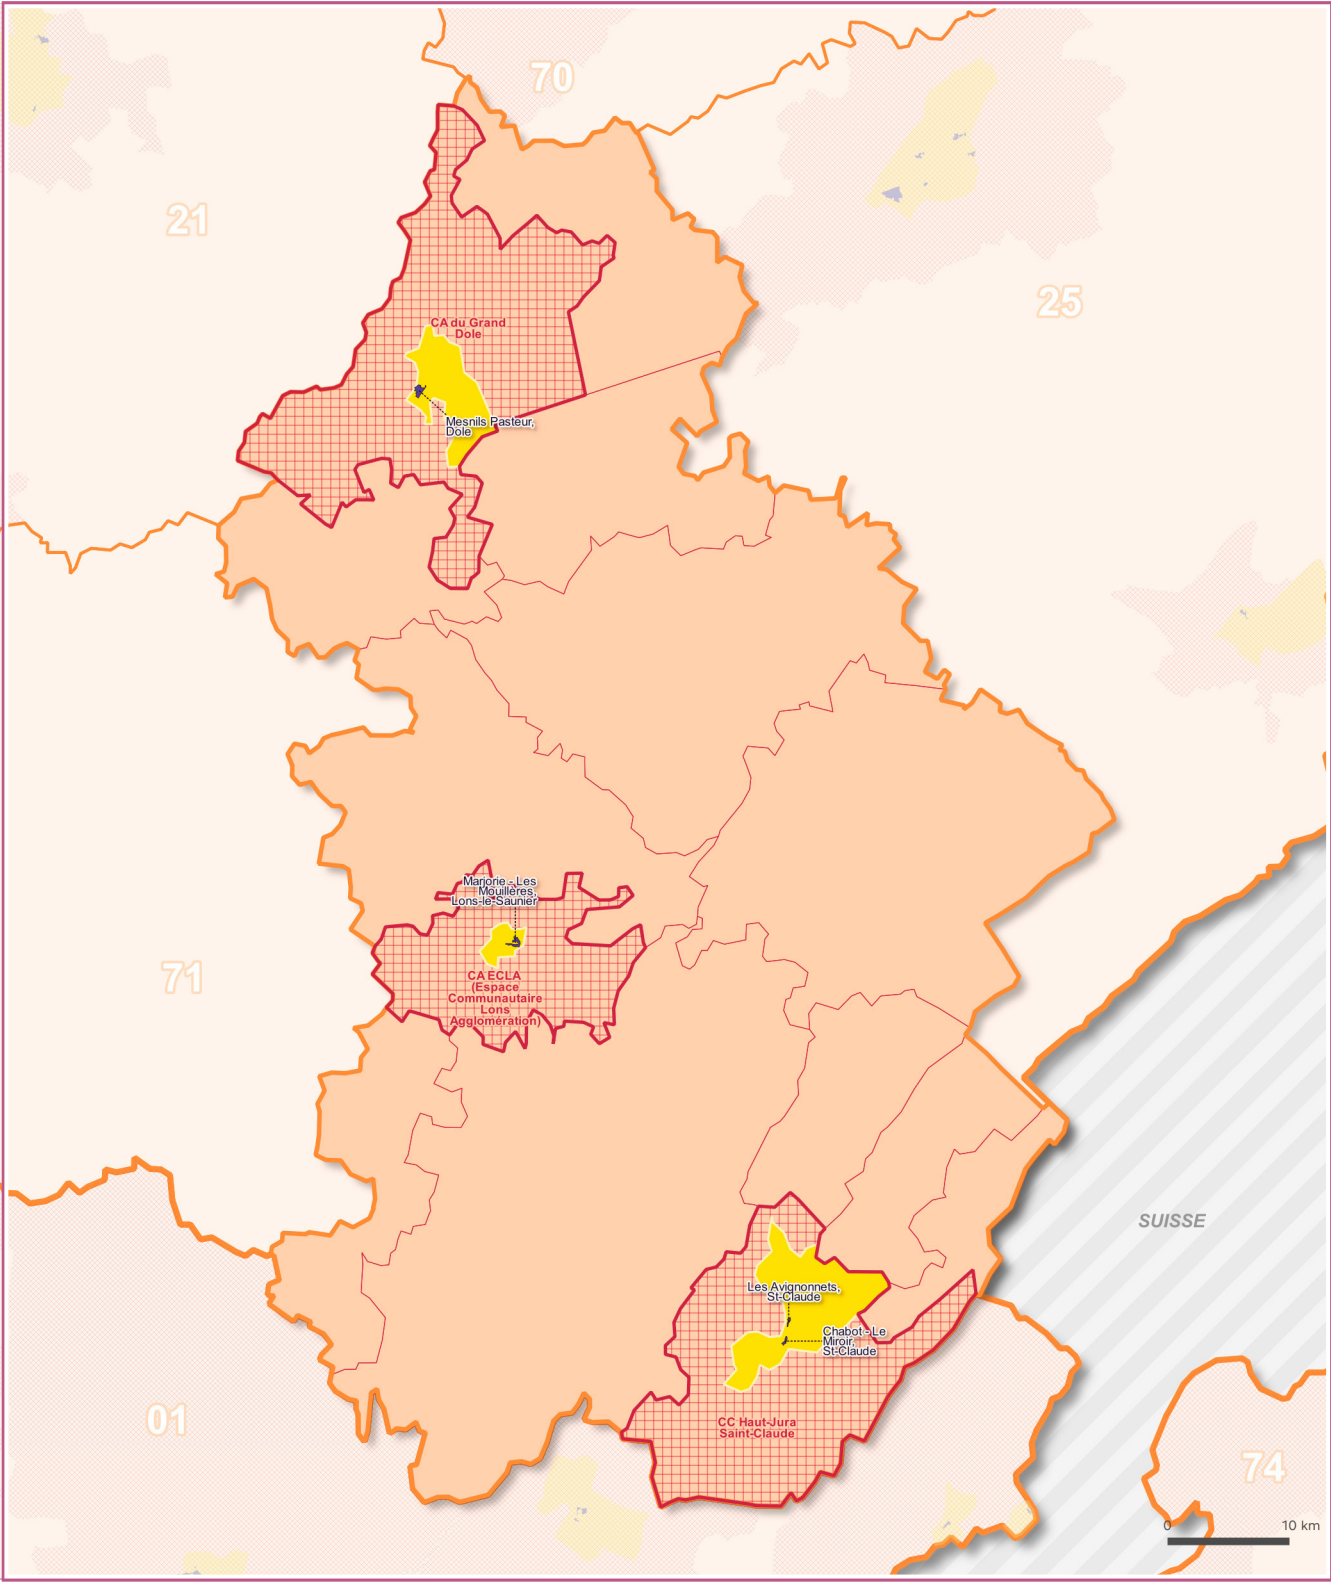 70
21
25
CA du Grand
Dole
Mesnils Pasteur,
Dole
Marjorie - Les
Mouillères,
Lons-le-Saunier
CA ECLA
(Espace
Communautaire
Lons
Agglomération)
71
SUISSE
Les Avignonnets,
St-Claude
Chabot - Le
Miroir,
St-Claude
CC Haut-Jura
Saint-Claude
01
74
0 10 km